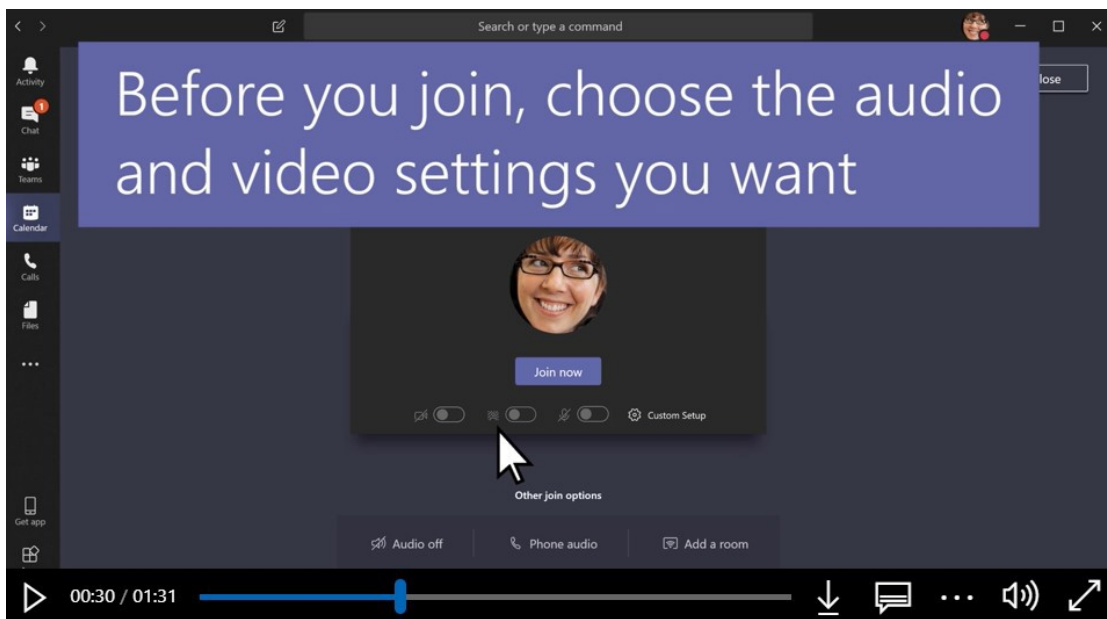 Search or type a command
Activity
1
Chat
Teams
Calendar
Calls
Files
Get app
Before you join, choose the audio
and video settings you want
lose
Join now
Custom Setup
Other join options
Audio off Phone audio Add a room
00:30 / 01:31